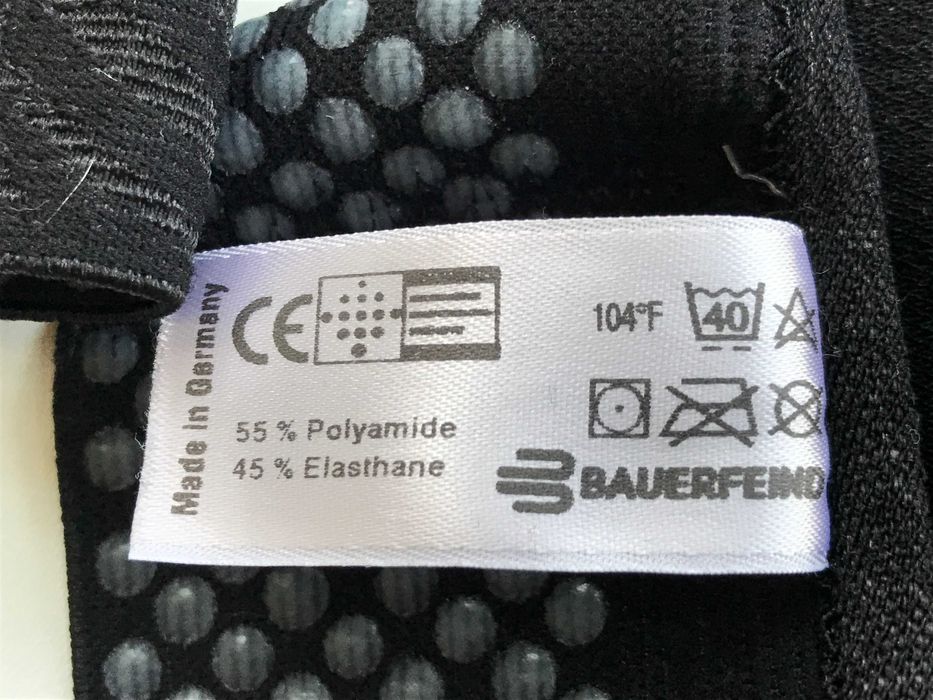 Made in Germany
CE
104°F
40
55 % Polyamide
45 % Elasthane
BAUERFEIND